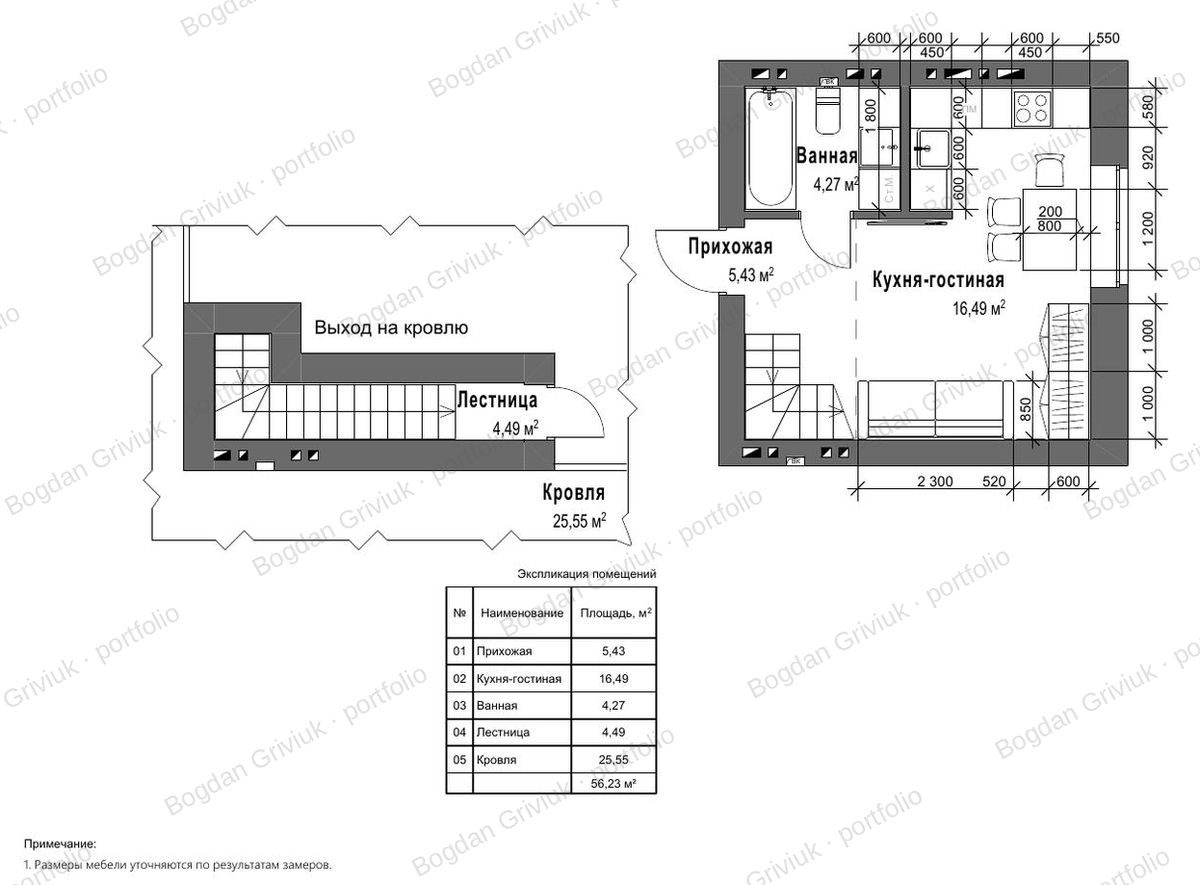 600
600
600
550
450
450
ВК
1 800
600
ПМ
580
Ванная
4,27 м²
600
920
Ст.М.
600
Х
200
800
1 200
Прихожая
5,43 м²
Кухня-гостиная
16,49 м²
Выход на кровлю
1 000
Лестница
4,49 м²
850
1 000
ВК
2 300
520
600
Кровля
25,55 м²
Экспликация помещений
№ Наименование Площадь, м²
01 Прихожая 5,43
02 Кухня-гостиная 16,49
03 Ванная 4,27
04 Лестница 4,49
05 Кровля 25,55
56,23 м²
Примечание:
1. Размеры мебели уточняются по результатам замеров.
Bogdan Griviuk · portfolio